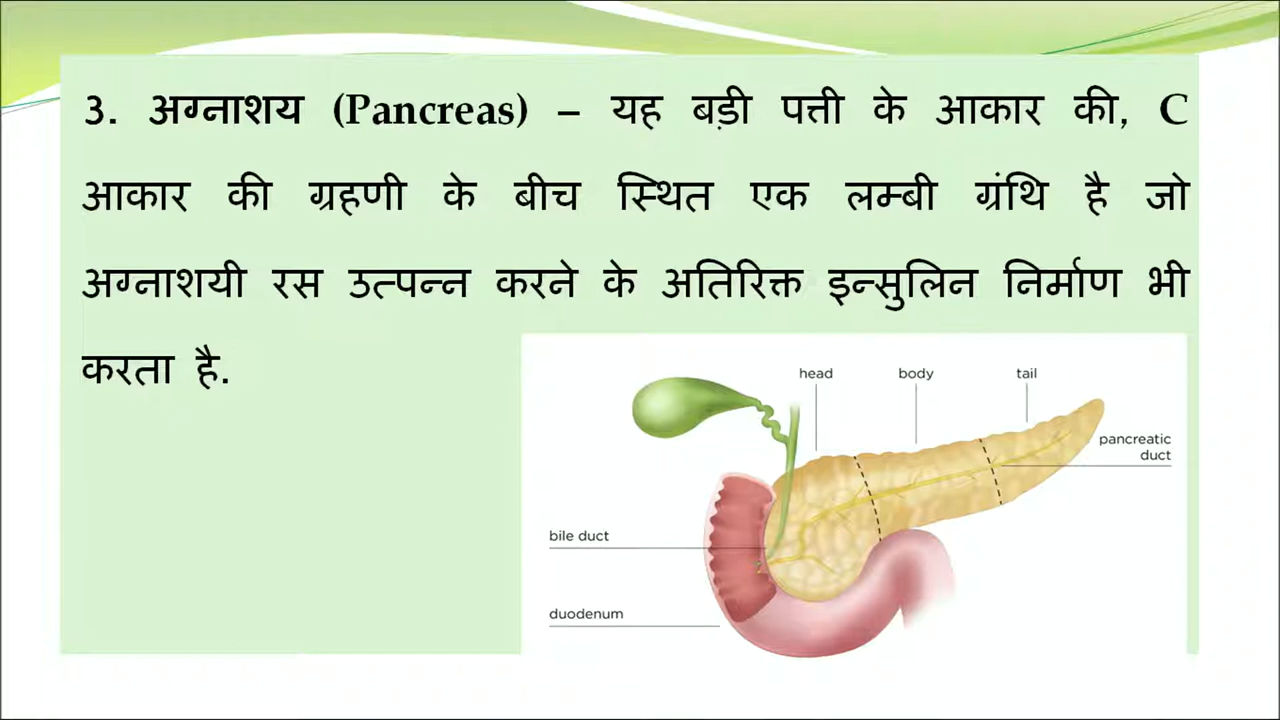 3. अग्नाशय (Pancreas) – यह बड़ी पत्ती के आकार की, C
आकार की ग्रहणी के बीच स्थित एक लम्बी ग्रंथि है जो
अग्नाशयी रस उत्पन्न करने के अतिरिक्त इन्सुलिन निर्माण भी
करता है.
head body tail
pancreatic
duct
bile duct
duodenum